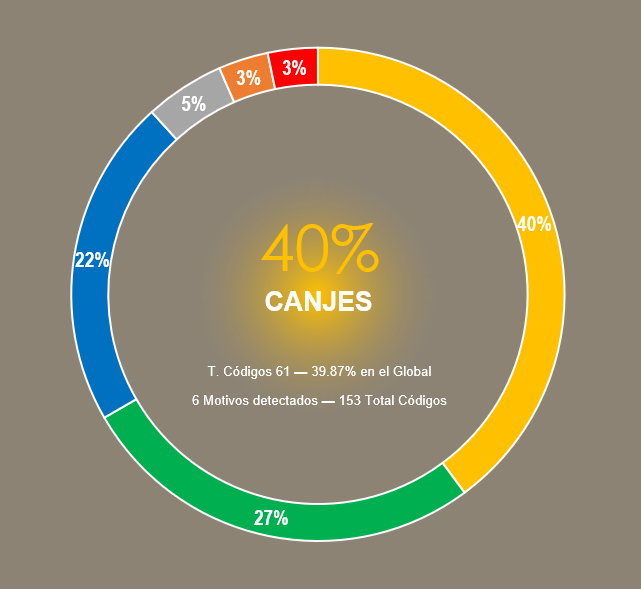 3%
3%
5%
40%
22%
40%
CANJES
T. Códigos 61 — 39.87% en el Global
6 Motivos detectados — 153 Total Códigos
27%